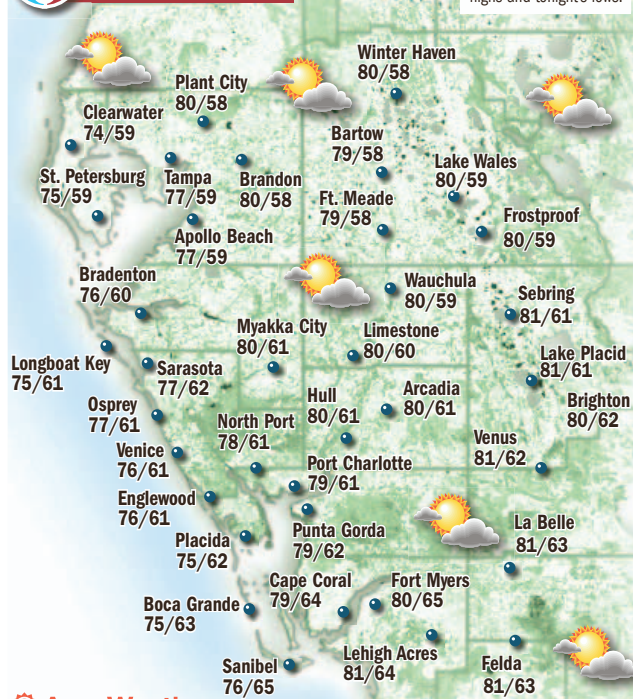 Highs and tonight's lows.
Winter Haven
80/58
Plant City
80/58
Clearwater
74/59
Bartow
79/58
Lake Wales
80/59
St. Petersburg
75/59
Tampa
77/59
Brandon
80/58
Ft. Meade
79/58
Frostproof
80/59
Apollo Beach
77/59
Bradenton
76/60
Wauchula
80/59
Sebring
81/61
Myakka City
80/61
Limestone
80/60
Longboat Key
75/61
Sarasota
77/62
Lake Placid
81/61
Hull
80/61
Arcadia
80/61
Brighton
80/62
Osprey
77/61
North Port
78/61
Venus
81/62
Venice
76/61
Port Charlotte
79/61
Englewood
76/61
Punta Gorda
79/62
La Belle
81/63
Placida
75/62
Cape Coral
79/64
Fort Myers
80/65
Boca Grande
75/63
Lehigh Acres
81/64
Sanibel
76/65
Felda
81/63